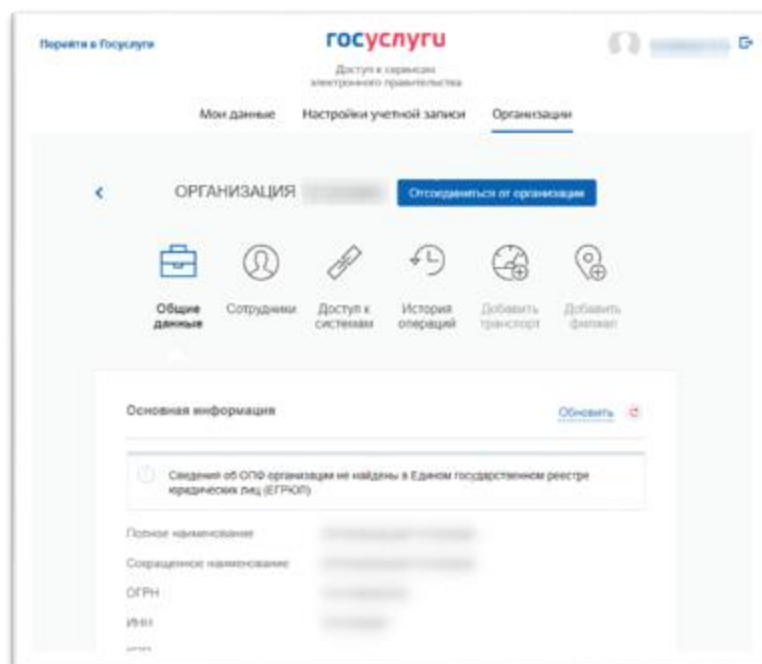 Перейти в Госуслуги
госуслуги
Доступ к сервисам
электронного правительства
Мои данные Настройки учетной записи Организации
ОРГАНИЗАЦИЯ
Отсоединиться от организации
Общие данные
Сотрудники
Доступ к системам
История операций
Добавить транспорт
Добавить филиал
Основная информация
Обновить
Сведения об ОПФ организации не найдены в Едином государственном реестре
юридических лиц (ЕГРЮЛ)
Полное наименование
Сокращенное наименование
ОГРН
ИНН